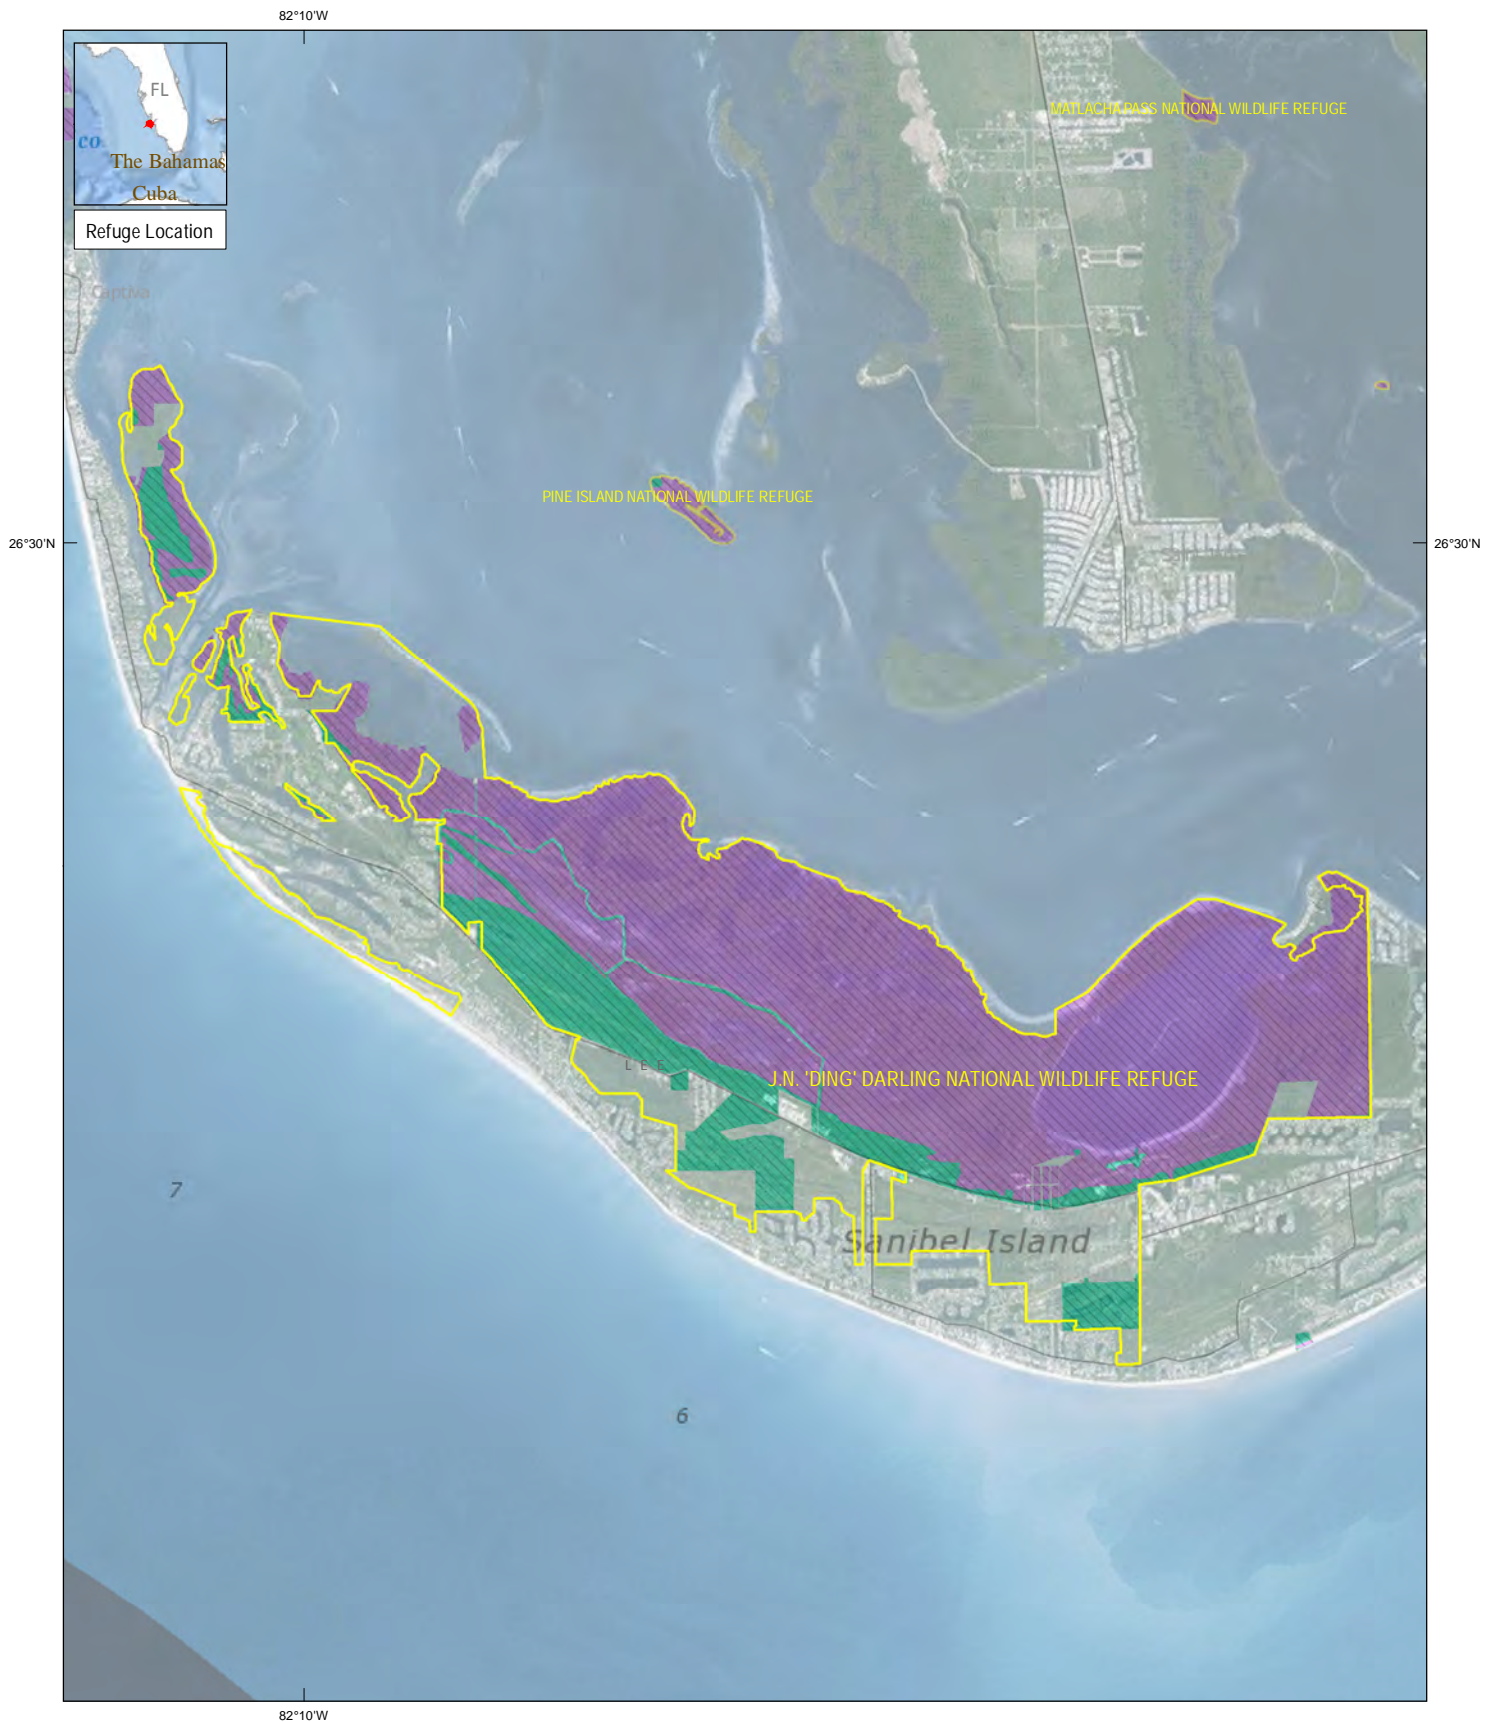 82°10'W
FL
co
The Bahamas
Cuba
Refuge Location
MATLACHA PASS NATIONAL WILDLIFE REFUGE
Captiva
PINE ISLAND NATIONAL WILDLIFE REFUGE
26°30'N
26°30'N
L E E
J.N. 'DING' DARLING NATIONAL WILDLIFE REFUGE
7
Sanibel Island
6
82°10'W